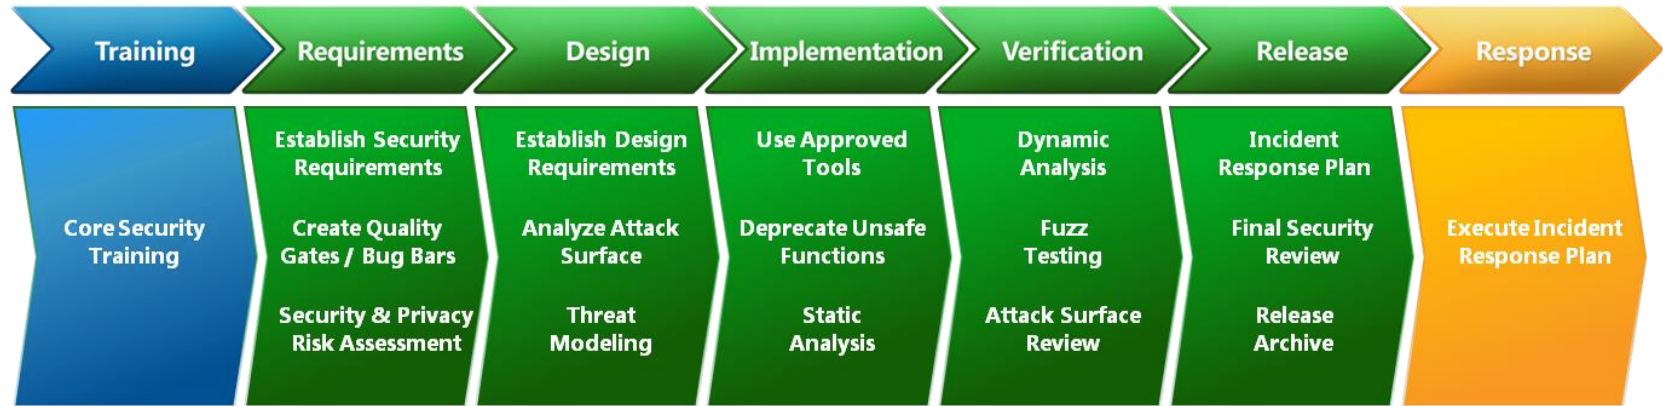 Training
Requirements
Design
Implementation
Verification
Release
Response
Core Security
Training
Establish Security
Requirements
Create Quality
Gates / Bug Bars
Security & Privacy
Risk Assessment
Establish Design
Requirements
Analyze Attack
Surface
Threat
Modeling
Use Approved
Tools
Deprecate Unsafe
Functions
Static
Analysis
Dynamic
Analysis
Fuzz
Testing
Attack Surface
Review
Incident
Response Plan
Final Security
Review
Release
Archive
Execute Incident
Response Plan